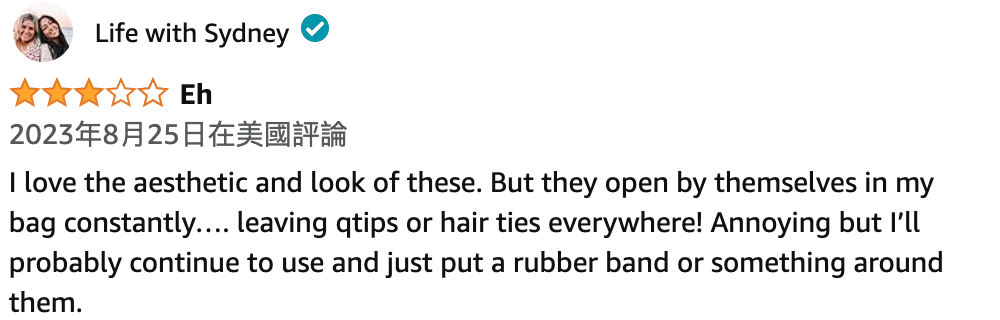 Life with Sydney
Eh
2023年8月25日在美國評論
I love the aesthetic and look of these. But they open by themselves in my
bag constantly…. leaving qtips or hair ties everywhere! Annoying but I’ll
probably continue to use and just put a rubber band or something around
them.